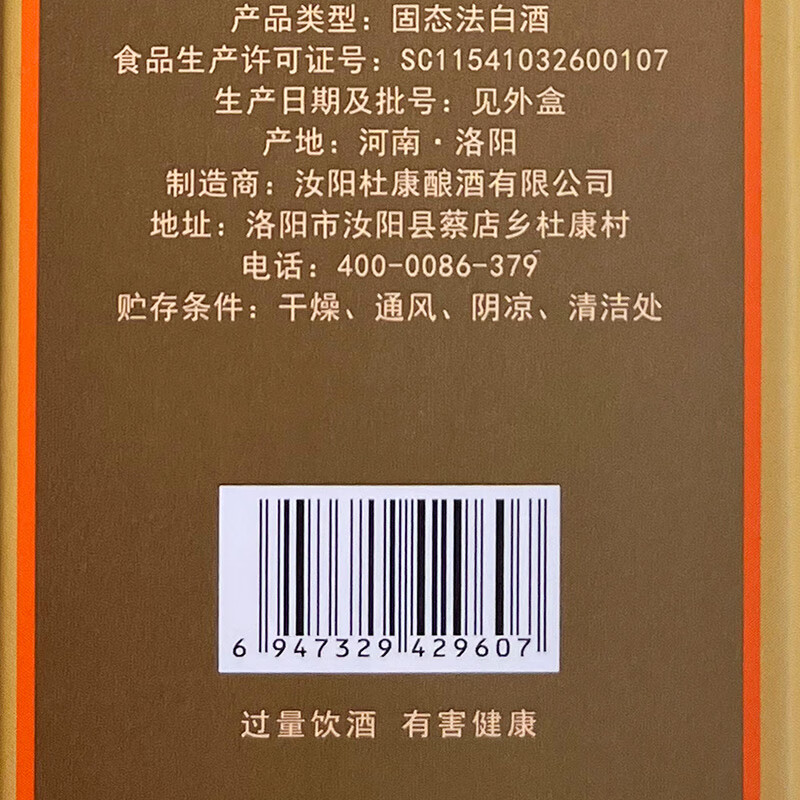 产品类型：固态法白酒
食品生产许可证号：SC11541032600107
生产日期及批号：见外盒
产地：河南·洛阳
制造商：汝阳杜康酿酒有限公司
地址：洛阳市汝阳县蔡店乡杜康村
电话：400-0086-379
贮存条件：干燥、通风、阴凉、清洁处
6 947329 429607
过量饮酒 有害健康